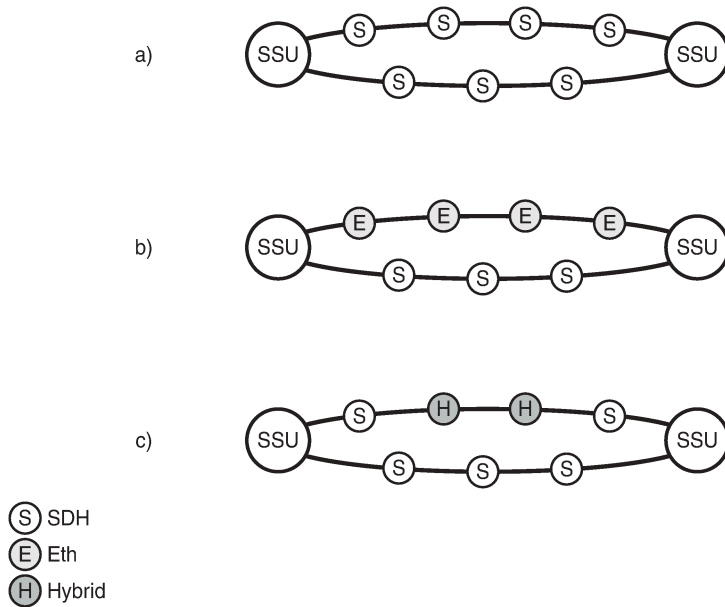 S S S S
a) SSU SSU
S S S
E E E E
b) SSU SSU
S S S
S H H S
c) SSU SSU
S S S
S SDH
E Eth
H Hybrid